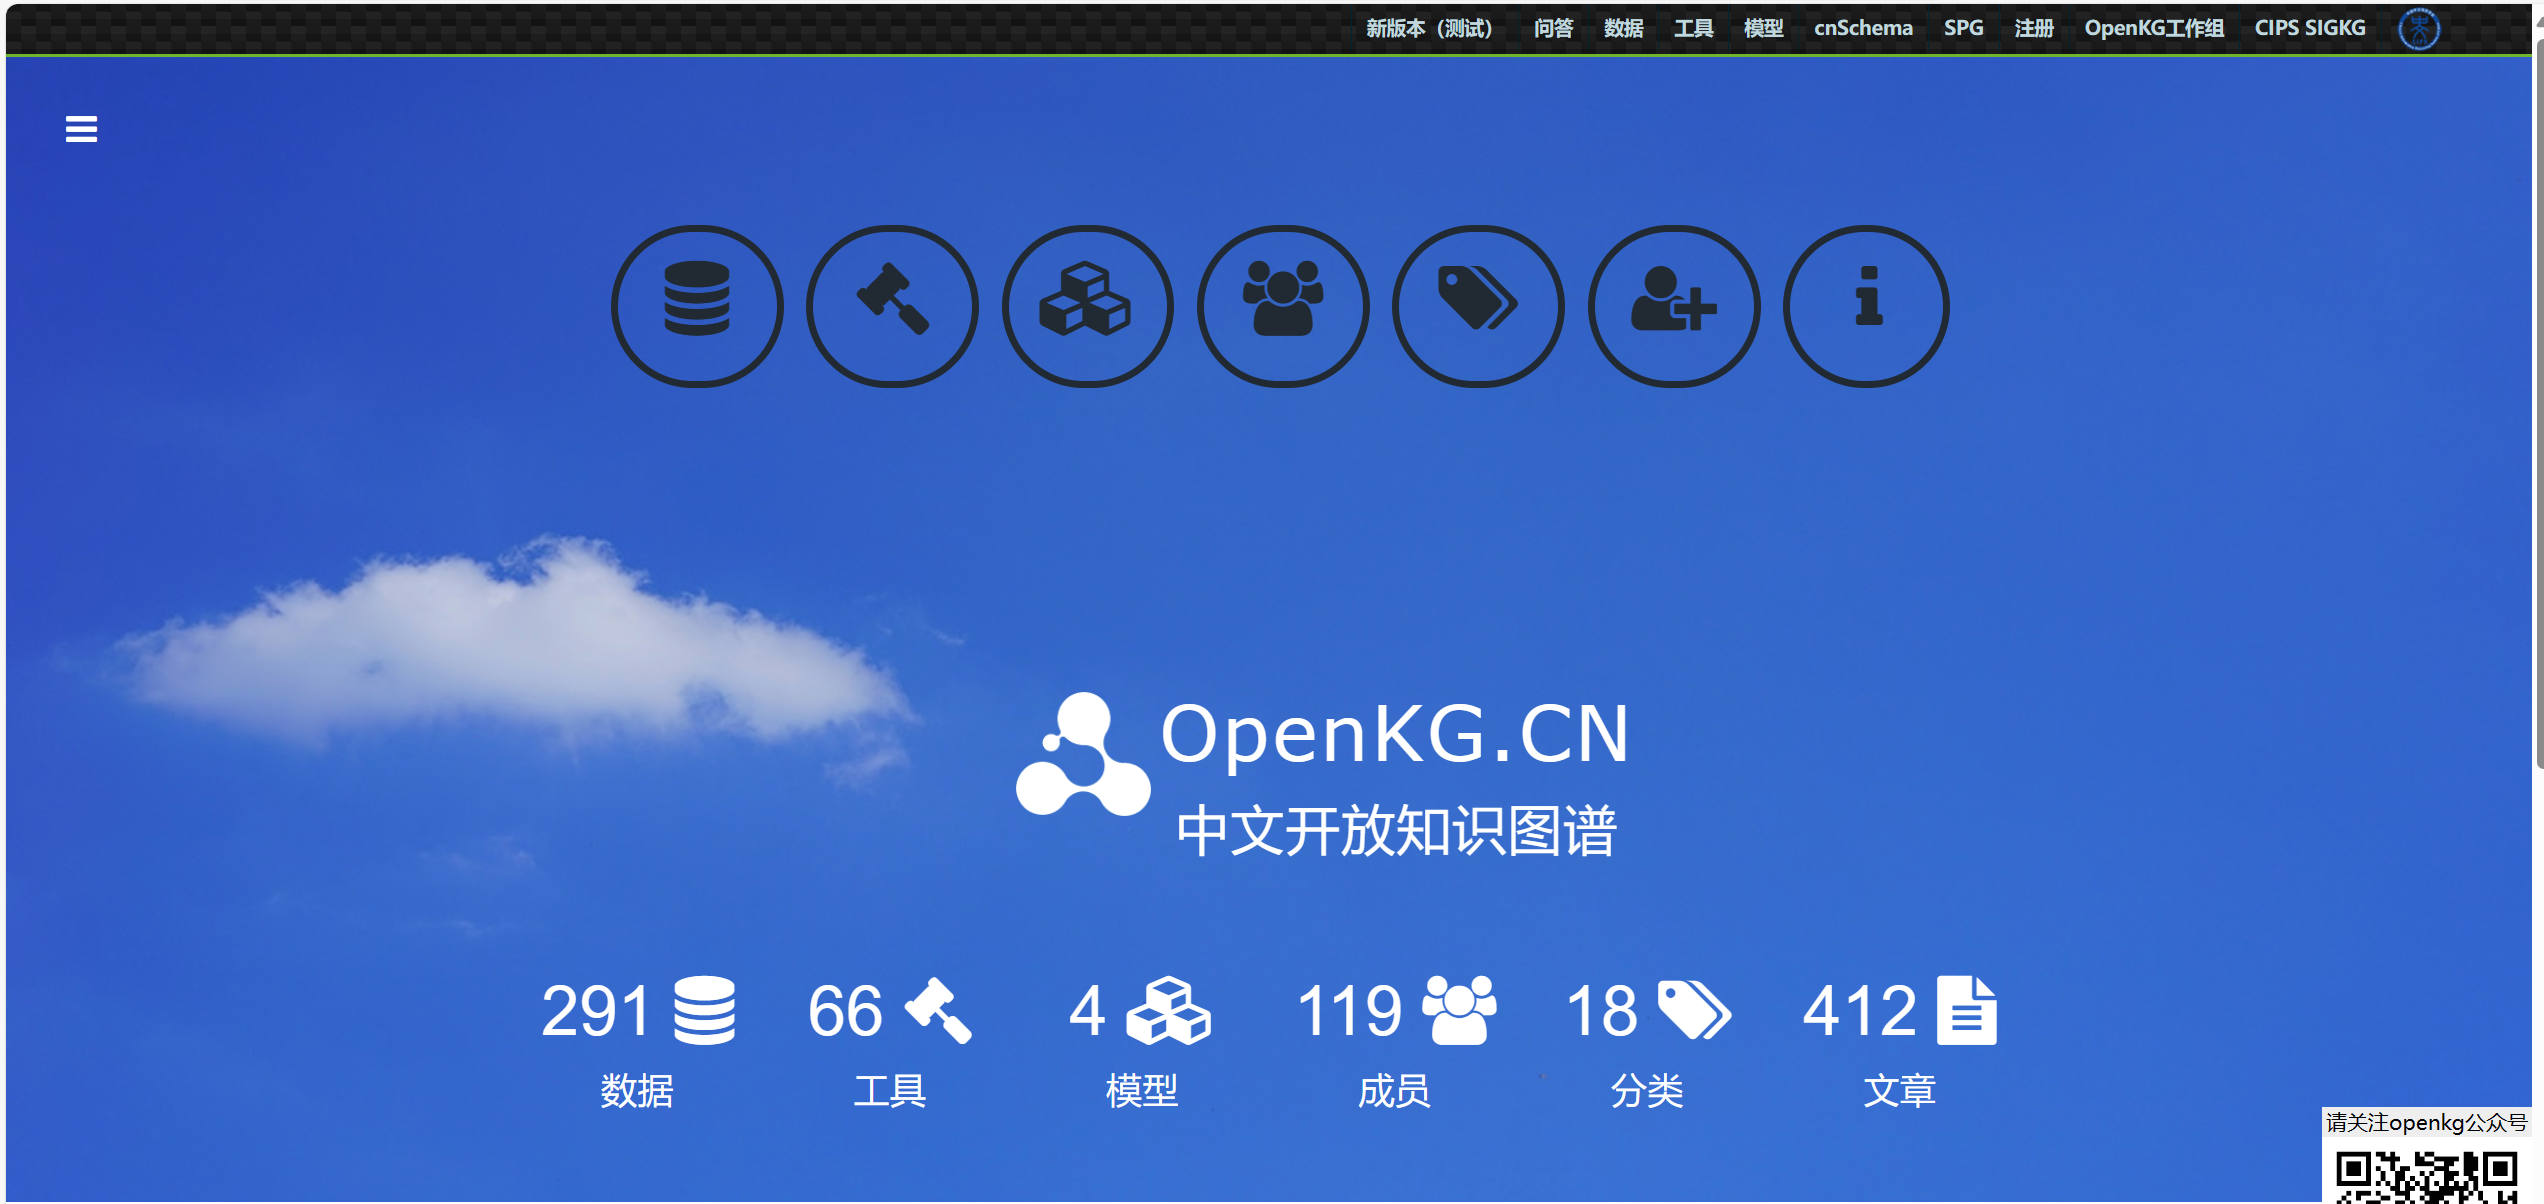 新版本（测试） 问答 数据 工具 模型 cnSchema SPG 注册 OpenKG工作组 CIPS SIGKG
OpenKG.CN
中文开放知识图谱
291 66 4 119 18 412
数据 工具 模型 成员 分类 文章
请关注openkg公众号